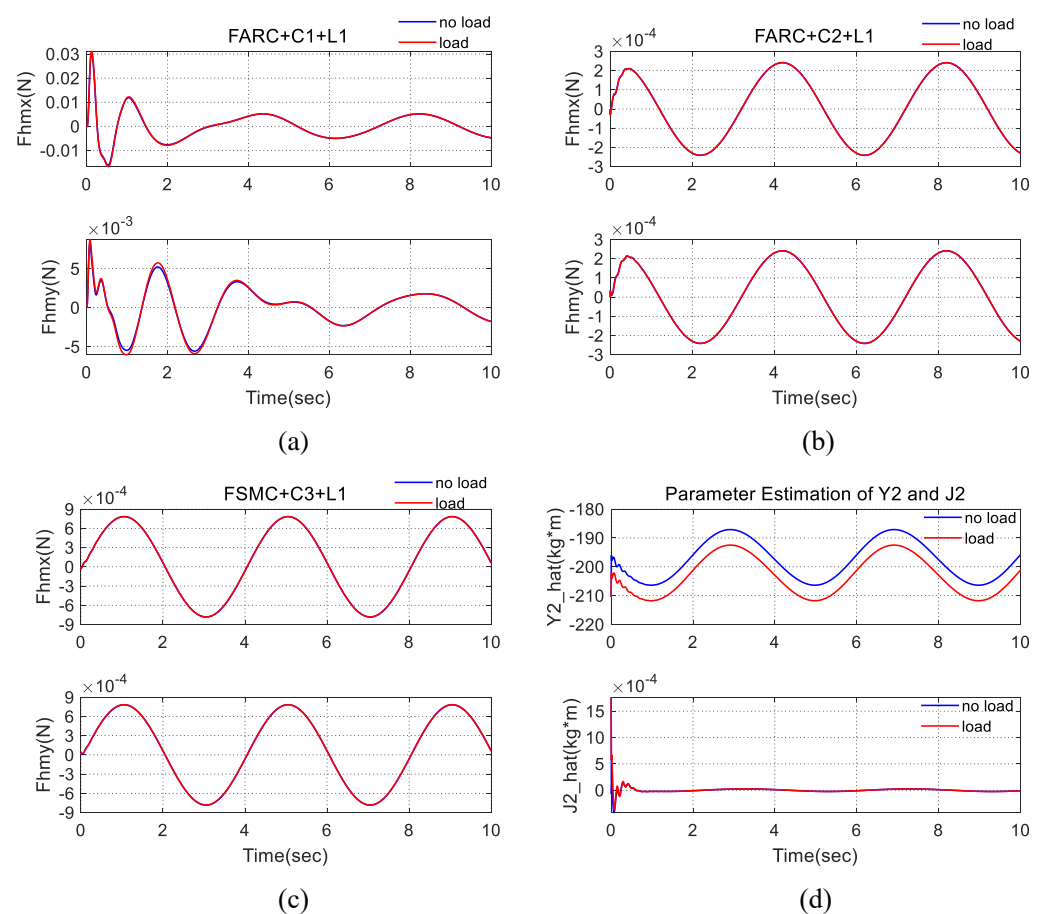 FARC+C1+L1
no load
load
Fhmx(N)
0.03
0.02
0.01
0
-0.01
0 2 4 6 8 10
×10-3
Fhmy(N)
5
0
-5
0 2 4 6 8 10
Time(sec)
(a)
FARC+C2+L1
no load
load
×10-4
Fhmx(N)
3
2
1
0
-1
-2
-3
0 2 4 6 8 10
×10-4
Fhmy(N)
3
2
1
0
-1
-2
-3
0 2 4 6 8 10
Time(sec)
(b)
FSMC+C3+L1
no load
load
×10-4
Fhmx(N)
9
6
3
0
-3
-6
-9
0 2 4 6 8 10
×10-4
Fhmy(N)
9
6
3
0
-3
-6
-9
0 2 4 6 8 10
Time(sec)
(c)
Parameter Estimation of Y2 and J2
no load
load
Y2_hat(kg*m)
-180
-190
-200
-210
-220
0 2 4 6 8 10
×10-4
no load
load
J2_hat(kg*m)
15
10
5
0
0 2 4 6 8 10
Time(sec)
(d)